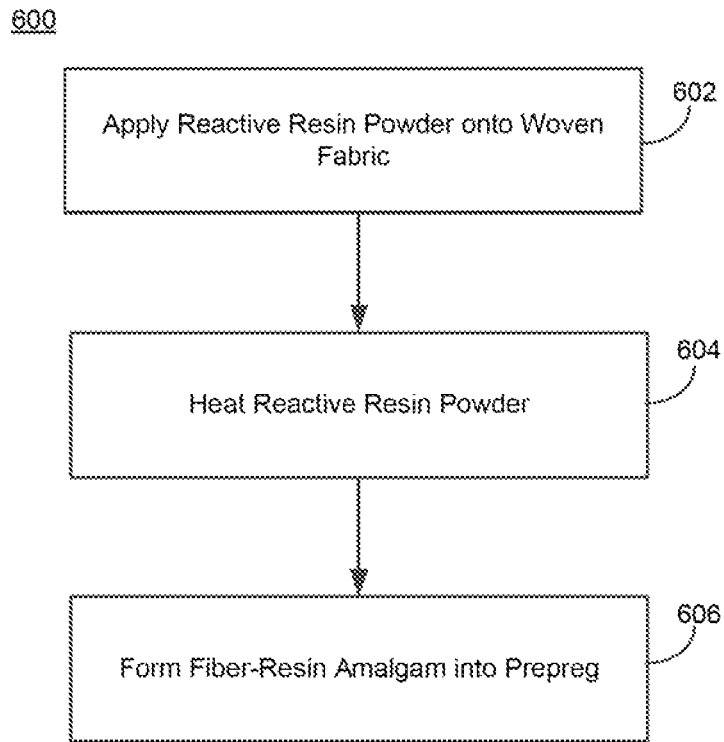 600
Apply Reactive Resin Powder onto Woven
Fabric
602
Heat Reactive Resin Powder
604
Form Fiber-Resin Amalgam into Prepreg
606